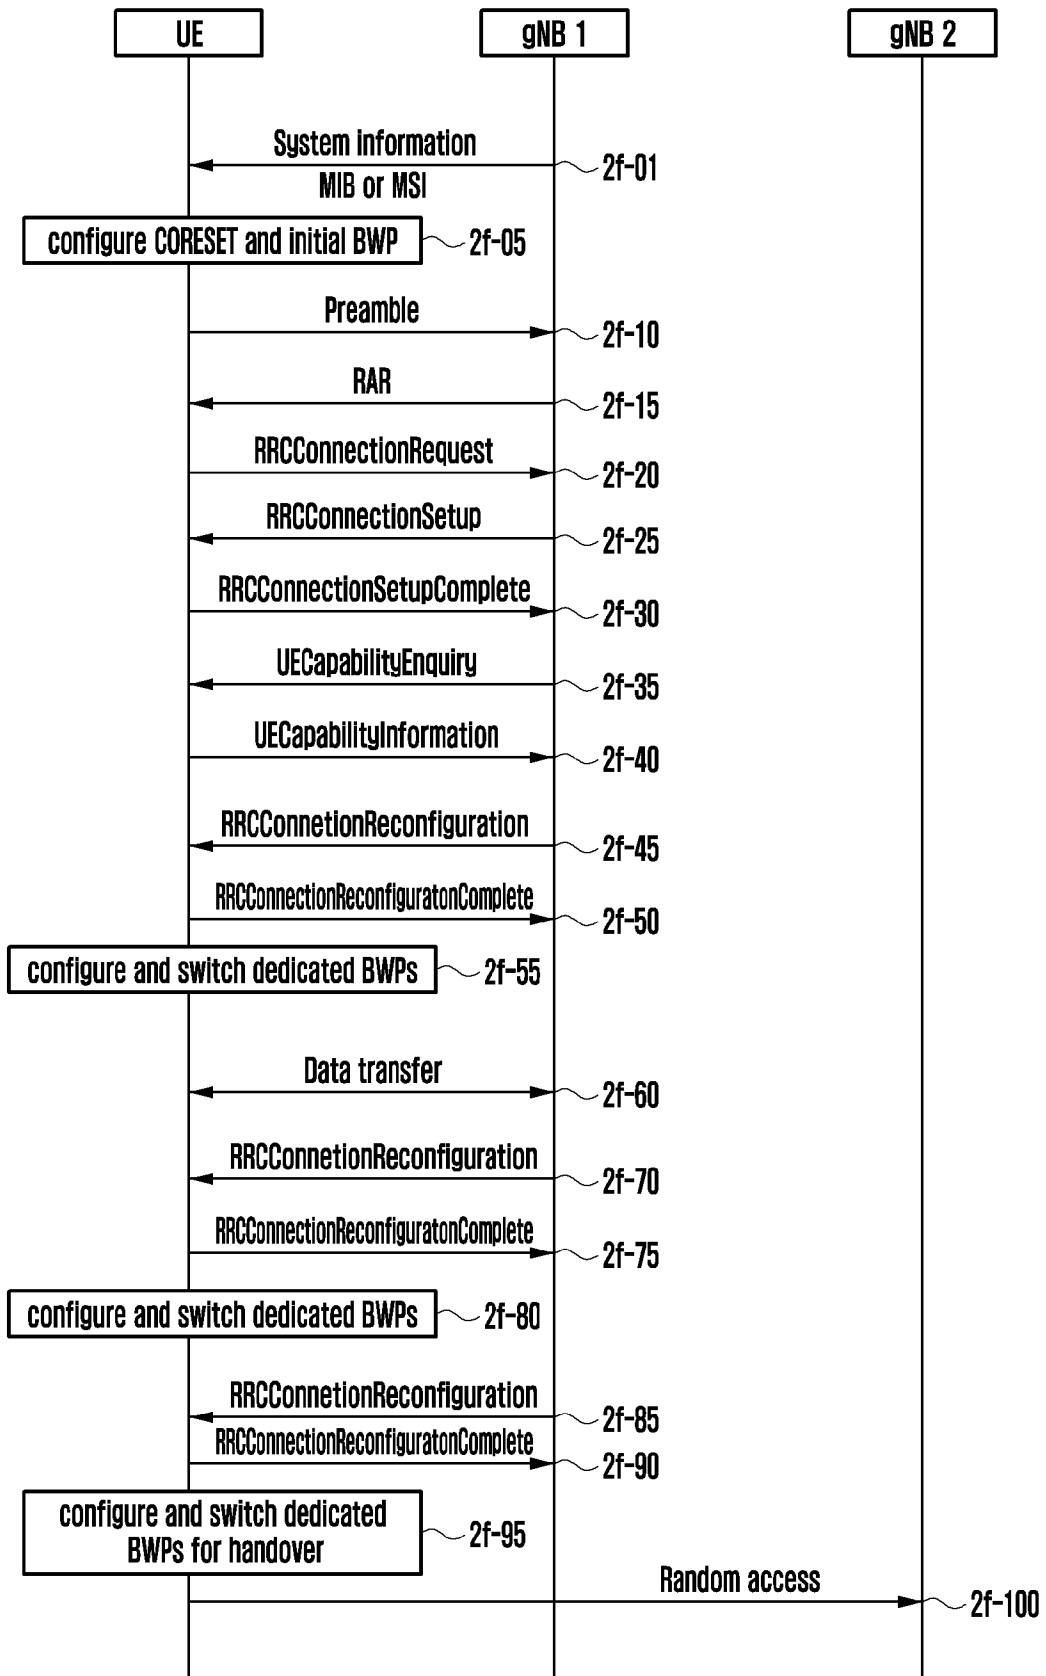 UE
gNB 1
gNB 2
System information
2f-01
MIB or MSI
configure CORESET and initial BWP
2f-05
Preamble
2f-10
RAR
2f-15
RRCConnectionRequest
2f-20
RRCConnectionSetup
2f-25
RRCConnectionSetupComplete
2f-30
UECapabilityEnquiry
2f-35
UECapabilityInformation
2f-40
RRCConnetionReconfiguration
2f-45
RRCConnectionReconfiguratonComplete
2f-50
configure and switch dedicated BWPs
2f-55
Data transfer
2f-60
RRCConnetionReconfiguration
2f-70
RRCConnectionReconfiguratonComplete
2f-75
configure and switch dedicated BWPs
2f-80
RRCConnetionReconfiguration
2f-85
RRCConnectionReconfiguratonComplete
2f-90
configure and switch dedicated
BWPs for handover
2f-95
Random access
2f-100